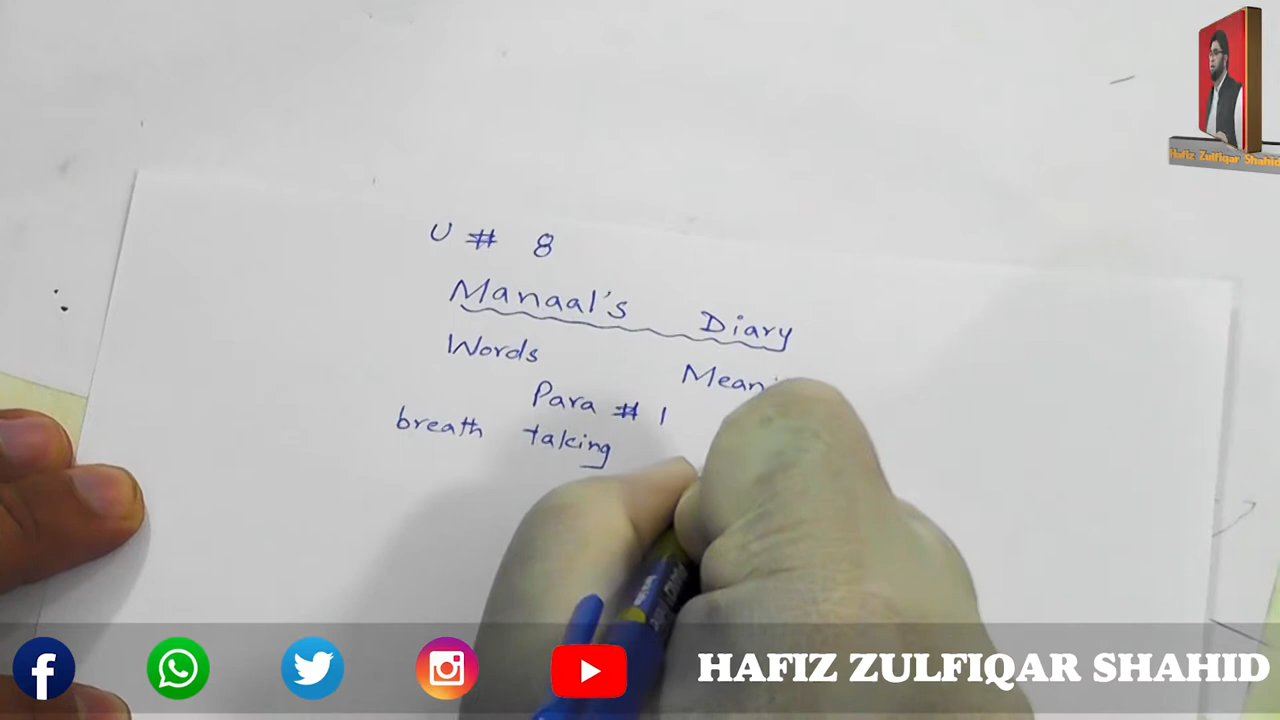 Hafiz Zulfiqar Shahid
U # 8
Manaal's Diary
Words
Para # 1
breath taking
HAFIZ ZULFIQAR SHAHID